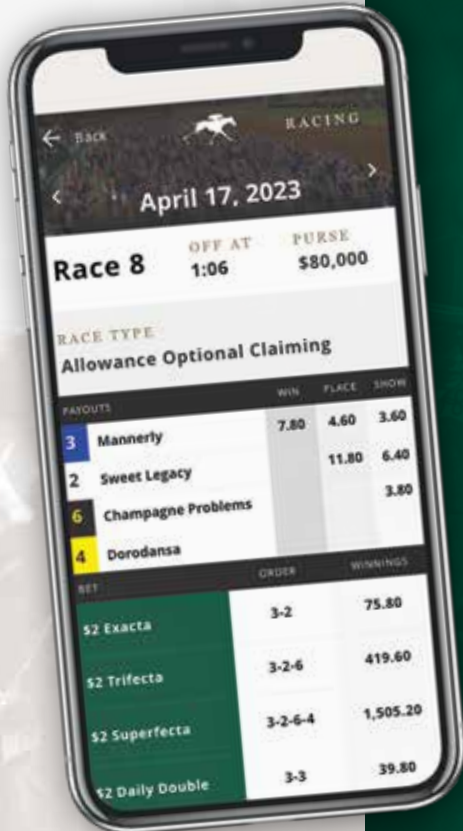 ← Back
RACING
‹ April 17, 2023 ›
Race 8
OFF AT
1:06
PURSE
$80,000
RACE TYPE
Allowance Optional Claiming
PAYOUTS WIN PLACE SHOW
3 Mannerly 7.80 4.60 3.60
2 Sweet Legacy 11.80 6.40
6 Champagne Problems 3.80
4 Dorodansa
BET ORDER WINNINGS
$2 Exacta 3-2 75.80
$2 Trifecta 3-2-6 419.60
$2 Superfecta 3-2-6-4 1,505.20
$2 Daily Double 3-3 39.80